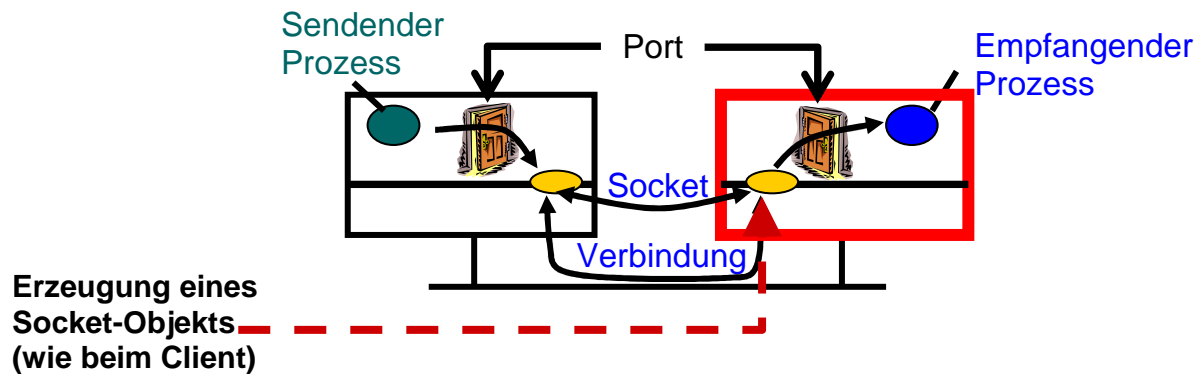 Sendender
Prozess
Port
Empfangender
Prozess
Socket
Verbindung
Erzeugung eines
Socket-Objekts
(wie beim Client)